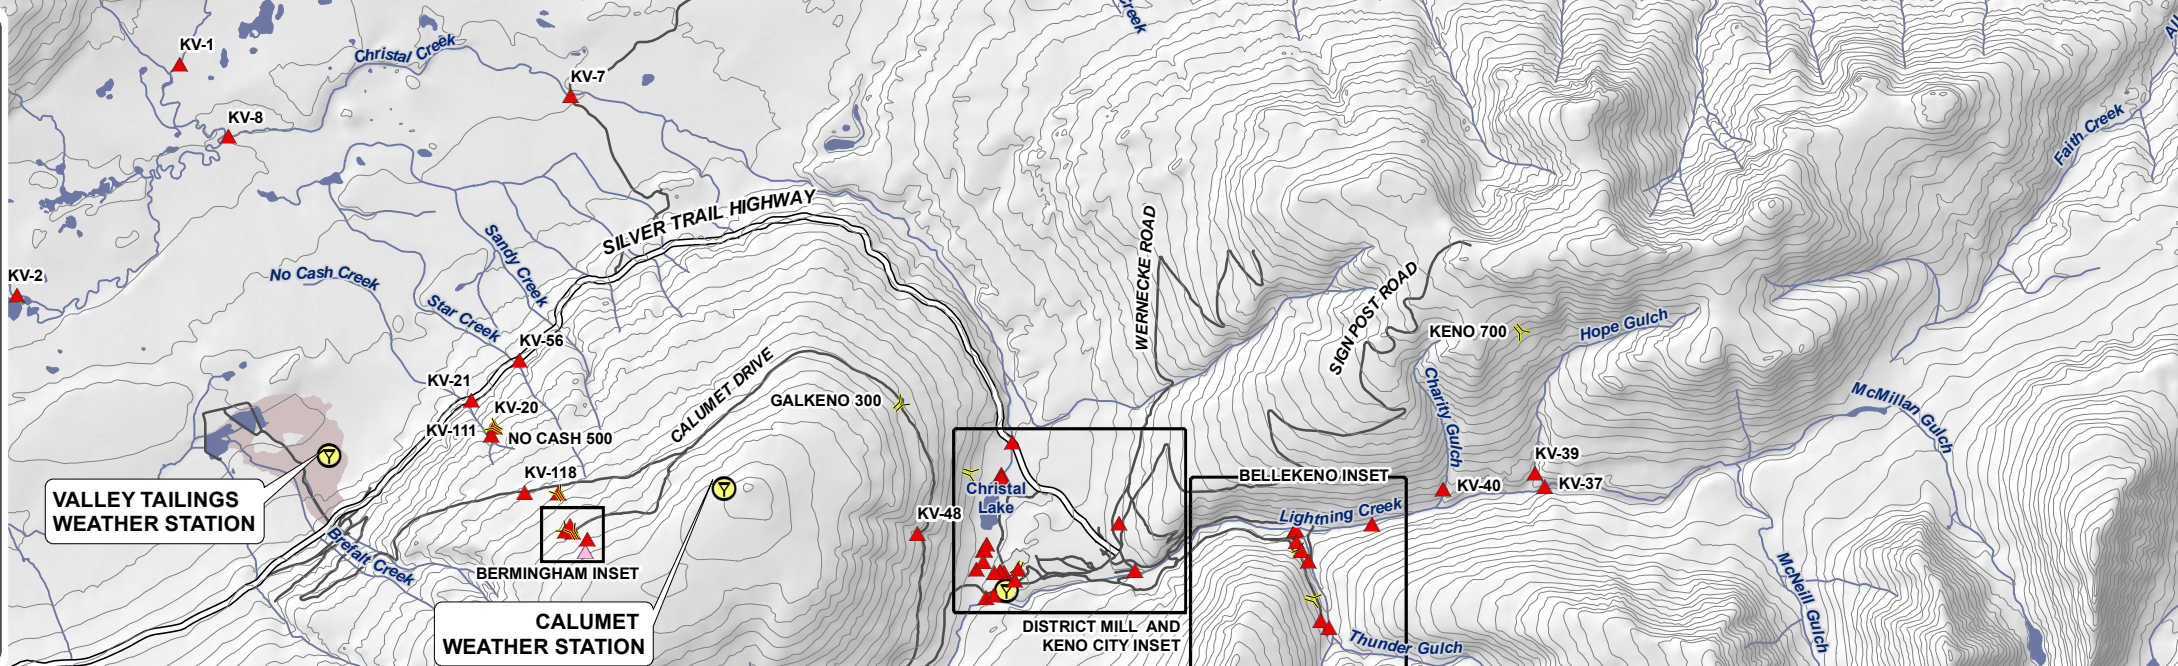 KV-1
Christal Creek
Creek
KV-7
KV-8
Faith Creek
SILVER TRAIL HIGHWAY
WERNECKE ROAD
Sandy Creek
KV-2
No Cash Creek
Star Creek
SIGN POST ROAD
KENO 700
Hope Gulch
KV-56
CALUMET DRIVE
KV-21
GALKENO 300
Charity Gulch
McMillan Gulch
KV-20
KV-111
NO CASH 500
KV-118
KV-39
KV-37
KV-40
BELLEKENO INSET
Christal
Lake
VALLEY TAILINGS
WEATHER STATION
KV-48
Lightning Creek
Brefalt Creek
BERMINGHAM INSET
McNeill Gulch
CALUMET
WEATHER STATION
DISTRICT MILL AND
KENO CITY INSET
Thunder Gulch